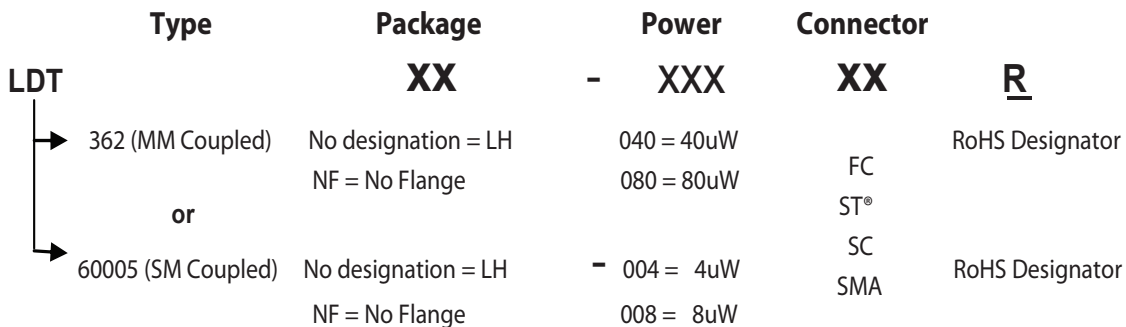 Type Package Power Connector
LDT XX - XXX XX R
362 (MM Coupled) No designation = LH 040 = 40uW RoHS Designator
FC
NF = No Flange 080 = 80uW
ST®
or
SC
60005 (SM Coupled) No designation = LH - 004 = 4uW RoHS Designator
SMA
NF = No Flange 008 = 8uW